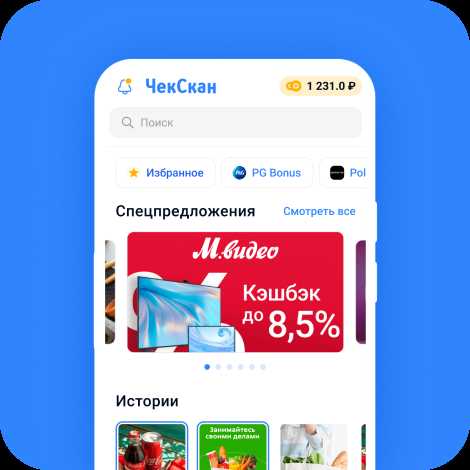 ЧекСкан
1 231.0 ₽
Поиск
Избранное
P&G
PG Bonus
Pol
Спецпредложения
Смотреть все
М.видео
%
Кэшбэк
до 8,5%
Истории
Занимайтесь
своими делами